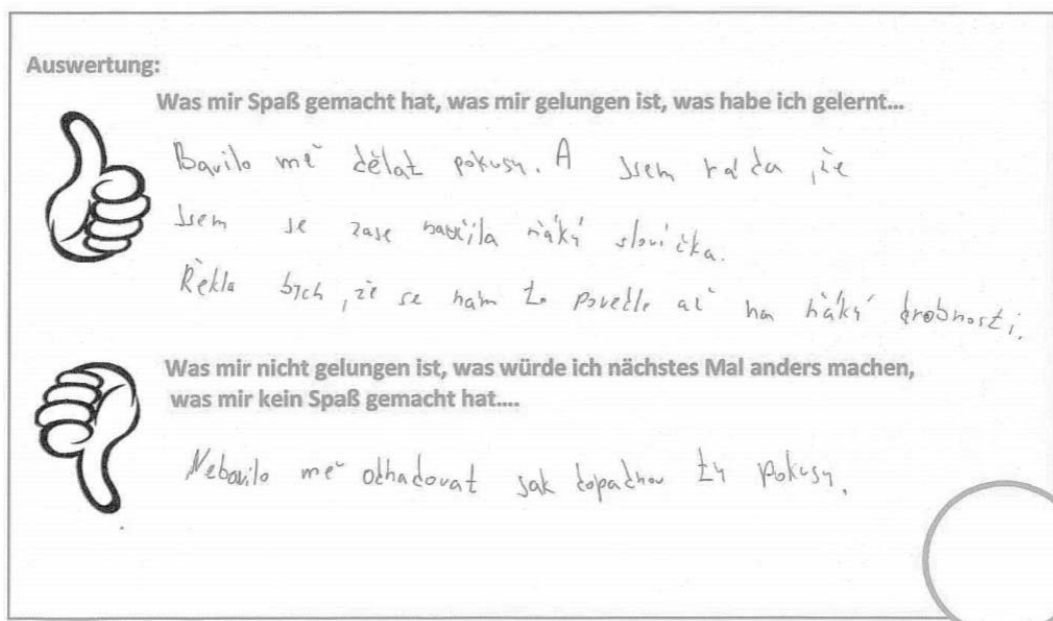 Auswertung:
Was mir Spaß gemacht hat, was mir gelungen ist, was habe ich gelernt...
Bavilo mě dělat pokusy. A jsem ráda, že
jsem se zase naučila ňáký slovíčka.
Řekla bych, že se nám to povedlo až na ňáký drobnosti.
Was mir nicht gelungen ist, was würde ich nächstes Mal anders machen,
was mir kein Spaß gemacht hat....
Nebavilo mě odhadovat jak dopadnou ty pokusy.